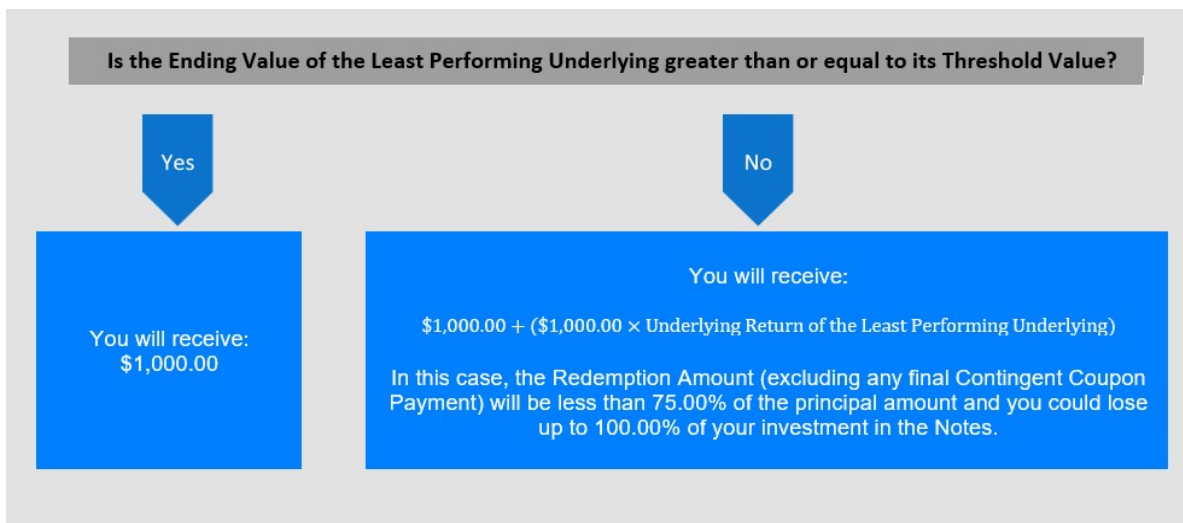 Is the Ending Value of the Least Performing Underlying greater than or equal to its Threshold Value?
Yes
No
You will receive:
$1,000.00
You will receive:
$1,000.00 + ($1,000.00 × Underlying Return of the Least Performing Underlying)
In this case, the Redemption Amount (excluding any final Contingent Coupon
Payment) will be less than 75.00% of the principal amount and you could lose
up to 100.00% of your investment in the Notes.